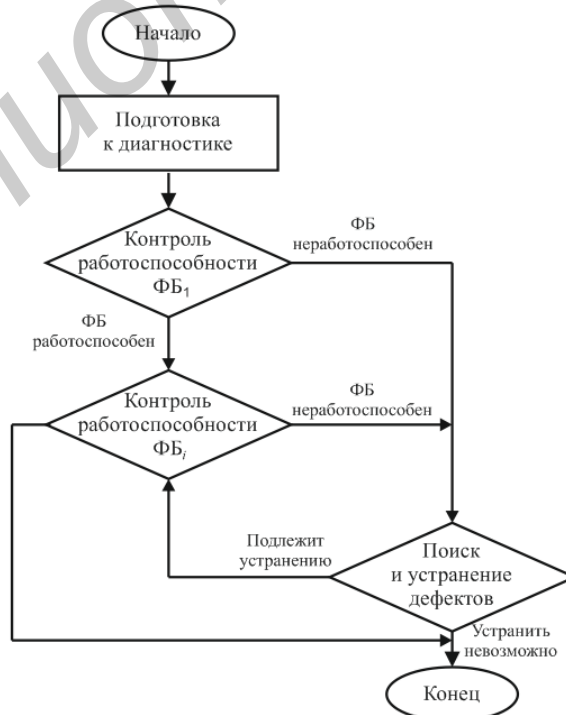 Начало
Подготовка
к диагностике
Контроль
работоспособности
ФБ1
ФБ
неработоспособен
ФБ
работоспособен
Контроль
работоспособности
ФБi
ФБ
неработоспособен
Подлежит
устранению
Поиск
и устранение
дефектов
Устранить
невозможно
Конец